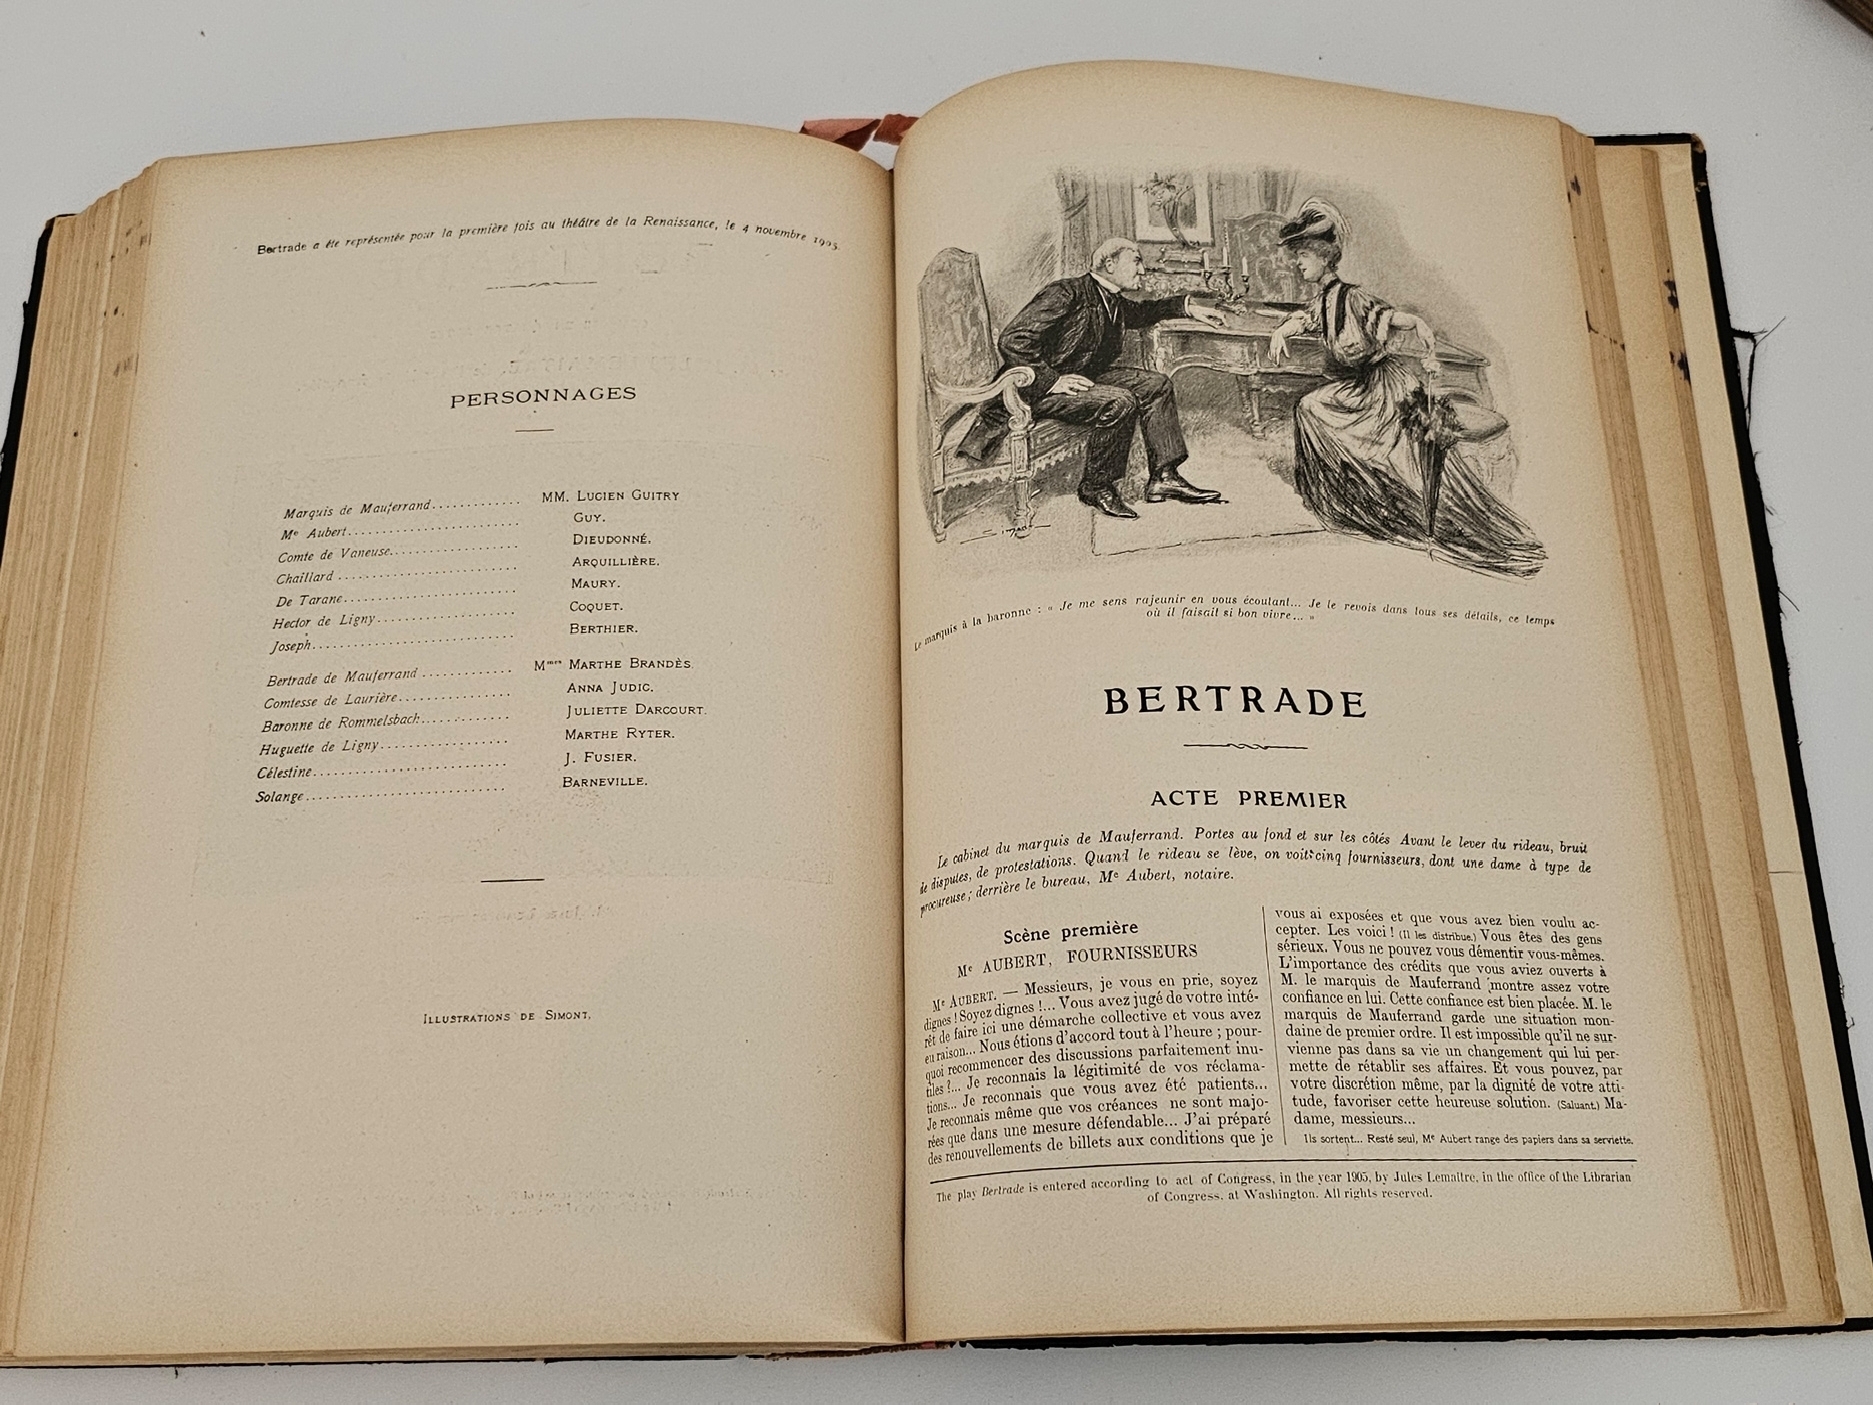 Bertrade a été représentée pour la première fois au théâtre de la Renaissance, le 4 novembre 1905.
PERSONNAGES
Marquis de Mauferrand............ MM. LUCIEN GUITRY
Me Aubert........................ GUY.
Comte de Vaneuse................. DIEUDONNÉ.
Chaillard ....................... ARQUILLIÈRE.
De Tarane........................ MAURY.
Hector de Ligny.................. COQUET.
Joseph........................... BERTHIER.
Bertrade de Mauferrand ............ Mmes MARTHE BRANDÈS.
Comtesse de Laurière............... ANNA JUDIC.
Baronne de Rommelsbach............. JULIETTE DARCOURT.
Huguette de Ligny.................. MARTHE RYTER.
Célestine.......................... J. FUSIER.
Solange............................ BARNEVILLE.
ILLUSTRATIONS DE SIMONT.
Simont
Le marquis à la baronne : « Je me sens rajeunir en vous écoutant... Je le revois dans tous ses détails, ce temps
où il faisait si bon vivre... »
BERTRADE
ACTE PREMIER
Le cabinet du marquis de Mauferrand. Portes au fond et sur les côtés Avant le lever du rideau, bruit
de disputes, de protestations. Quand le rideau se lève, on voit cinq fournisseurs, dont une dame à type de
procureuse ; derrière le bureau, Me Aubert, notaire.
Scène première
Me AUBERT, FOURNISSEURS
Me AUBERT. — Messieurs, je vous en prie, soyez
dignes ! Soyez dignes !... Vous avez jugé de votre inté-
rêt de faire ici une démarche collective et vous avez
eu raison... Nous étions d'accord tout à l'heure ; pour-
quoi recommencer des discussions parfaitement inu-
tiles ?... Je reconnais la légitimité de vos réclama-
tions... Je reconnais que vous avez été patients...
Je reconnais même que vos créances ne sont majo-
rées que dans une mesure défendable... J'ai préparé
des renouvellements de billets aux conditions que je
vous ai exposées et que vous avez bien voulu ac-
cepter. Les voici ! (Il les distribue.) Vous êtes des gens
sérieux. Vous ne pouvez vous démentir vous-mêmes.
L'importance des crédits que vous aviez ouverts à
M. le marquis de Mauferrand montre assez votre
confiance en lui. Cette confiance est bien placée. M. le
marquis de Mauferrand garde une situation mon-
daine de premier ordre. Il est impossible qu'il ne sur-
vienne pas dans sa vie un changement qui lui per-
mette de rétablir ses affaires. Et vous pouvez, par
votre discrétion même, par la dignité de votre atti-
tude, favoriser cette heureuse solution. (Saluant.) Ma-
dame, messieurs...
Ils sortent... Resté seul, Me Aubert range des papiers dans sa serviette.
The play Bertrade is entered according to act of Congress, in the year 1905, by Jules Lemaître, in the office of the Librarian
of Congress, at Washington. All rights reserved.